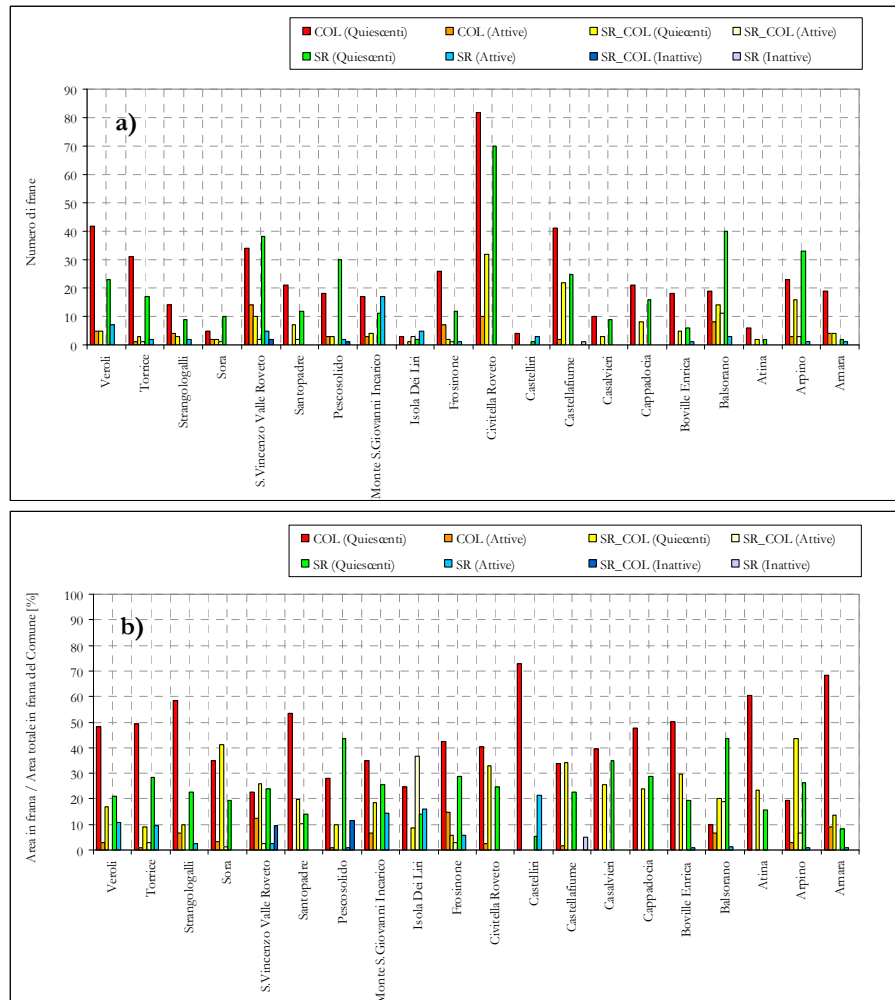 COL (Quiescenti)
COL (Attive)
SR_COL (Quiecenti)
SR_COL (Attive)
SR (Quiescenti)
SR (Attive)
SR_COL (Inattive)
SR (Inattive)
a)
Numero di frane
90
80
70
60
50
40
30
20
10
0
Veroli
Torrice
Strangologalli
Sora
S.Vincenzo Valle Roveto
Santopadre
Pescosolido
Monte S.Giovanni Incarico
Isola Dei Liri
Frosinone
Civitella Roveto
Castelliri
Castellafiume
Casalvieri
Cappadocia
Boville Enrica
Balsorano
Atina
Arpino
Arnara
COL (Quiescenti)
COL (Attive)
SR_COL (Quiecenti)
SR_COL (Attive)
SR (Quiescenti)
SR (Attive)
SR_COL (Inattive)
SR (Inattive)
b)
Area in frana / Area totale in frana del Comune [%]
100
90
80
70
60
50
40
30
20
10
0
Veroli
Torrice
Strangologalli
Sora
S.Vincenzo Valle Roveto
Santopadre
Pescosolido
Monte S.Giovanni Incarico
Isola Dei Liri
Frosinone
Civitella Roveto
Castelliri
Castellafiume
Casalvieri
Cappadocia
Boville Enrica
Balsorano
Atina
Arpino
Arnara